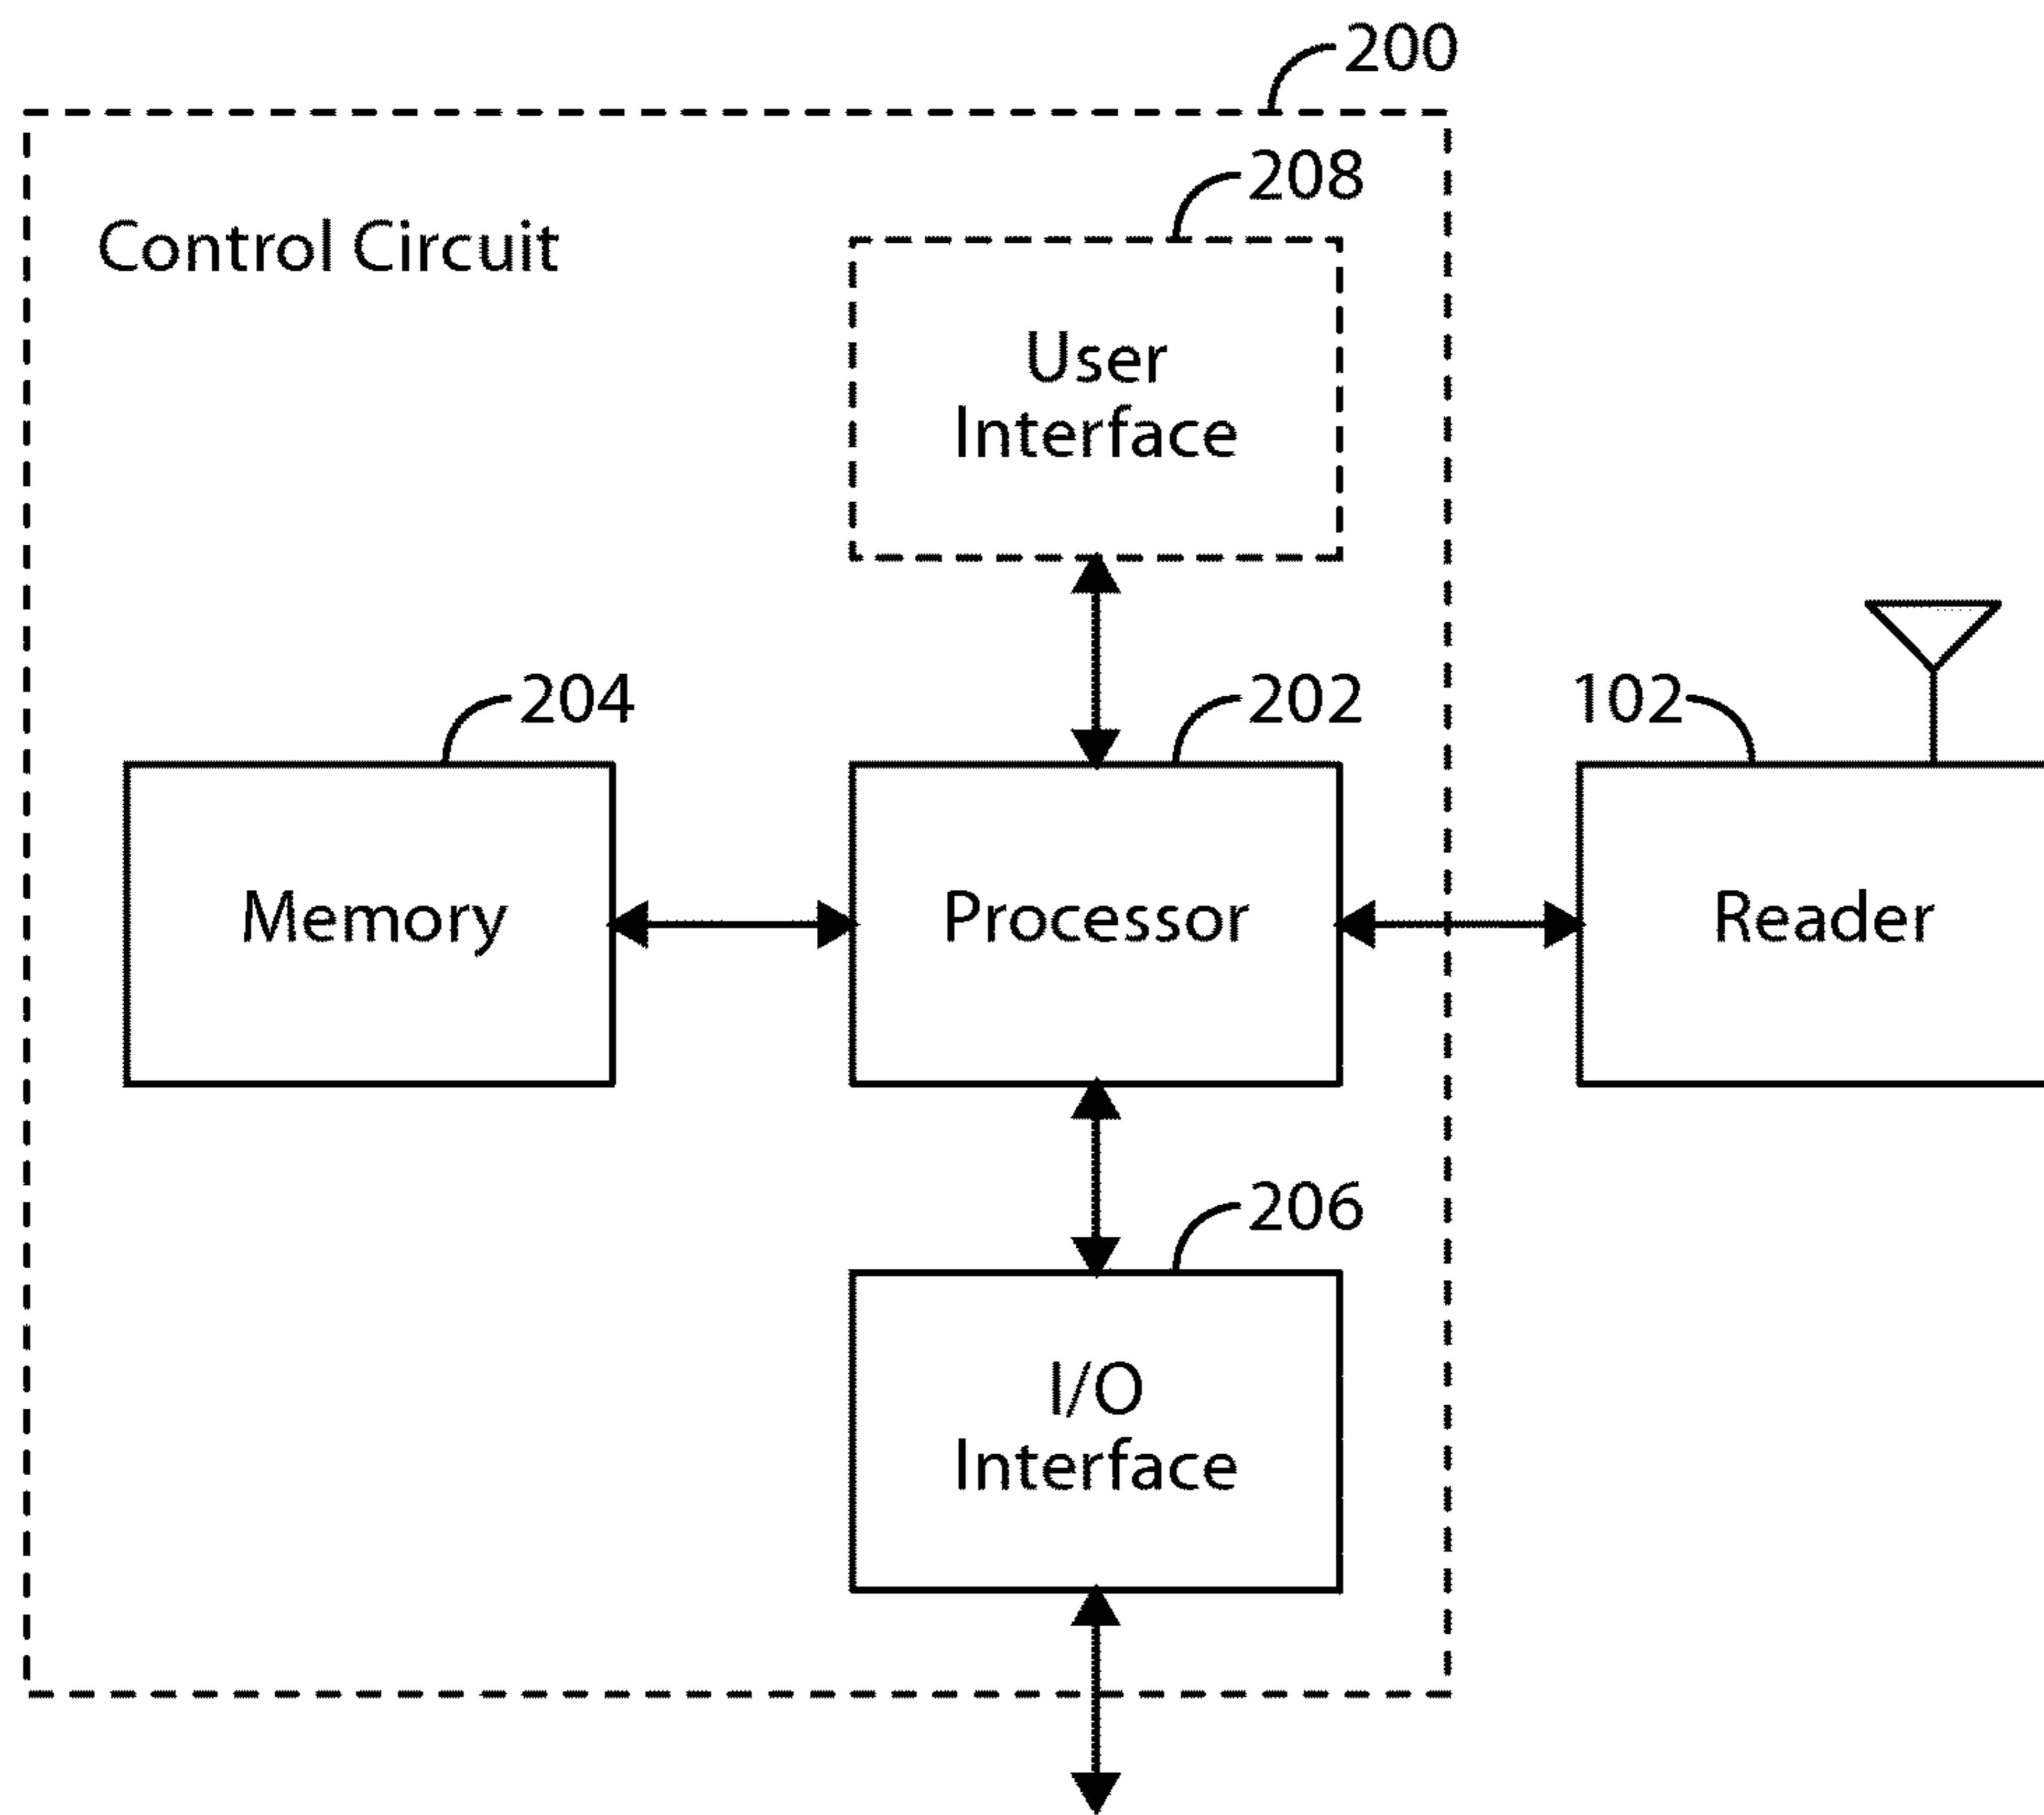 200
208
Control Circuit
User
Interface
204
202
102
Memory
Processor
Reader
206
I/O
Interface